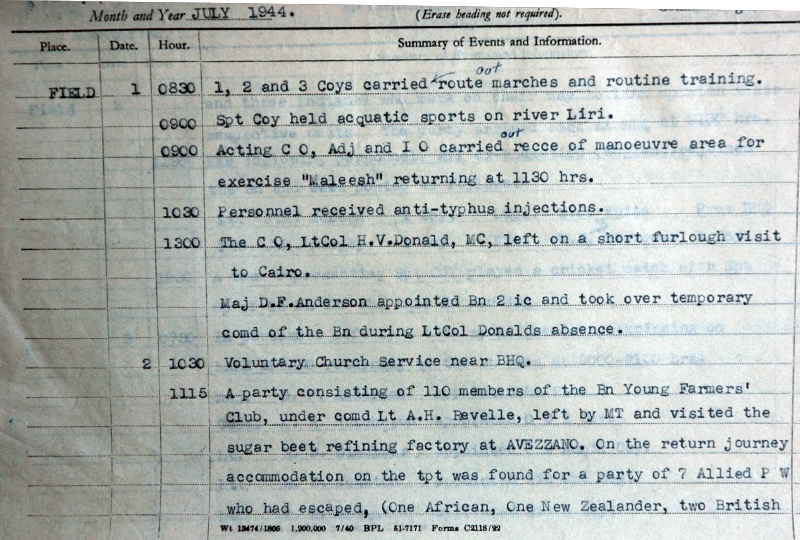 Month and Year JULY 1944. (Erase heading not required).
Place. Date. Hour. Summary of Events and Information.
out
FIELD 1 0830 1, 2 and 3 Coys carried route marches and routine training.
0900 Spt Coy held acquatic sports on river Liri.
out
0900 Acting C O, Adj and I O carried recce of manoeuvre area for
exercise "Maleesh" returning at 1130 hrs.
1030 Personnel received anti-typhus injections.
1300 The C O, LtCol H.V.Donald, MC, left on a short furlough visit
to Cairo.
Maj D.F.Anderson appointed Bn 2 ic and took over temporary
comd of the Bn during LtCol Donalds absence.
2 1030 Voluntary Church Service near BHQ.
1115 A party consisting of 110 members of the Bn Young Farmers'
Club, under comd Lt A.H. Revelle, left by MT and visited the
sugar beet refining factory at AVEZZANO. On the return journey
accommodation on the tpt was found for a party of 7 Allied P W
who had escaped, (One African, One New Zealander, two British
Wt 13474/1805 1,200,000 7/40 BPL 51-7171 Forms C2118/22